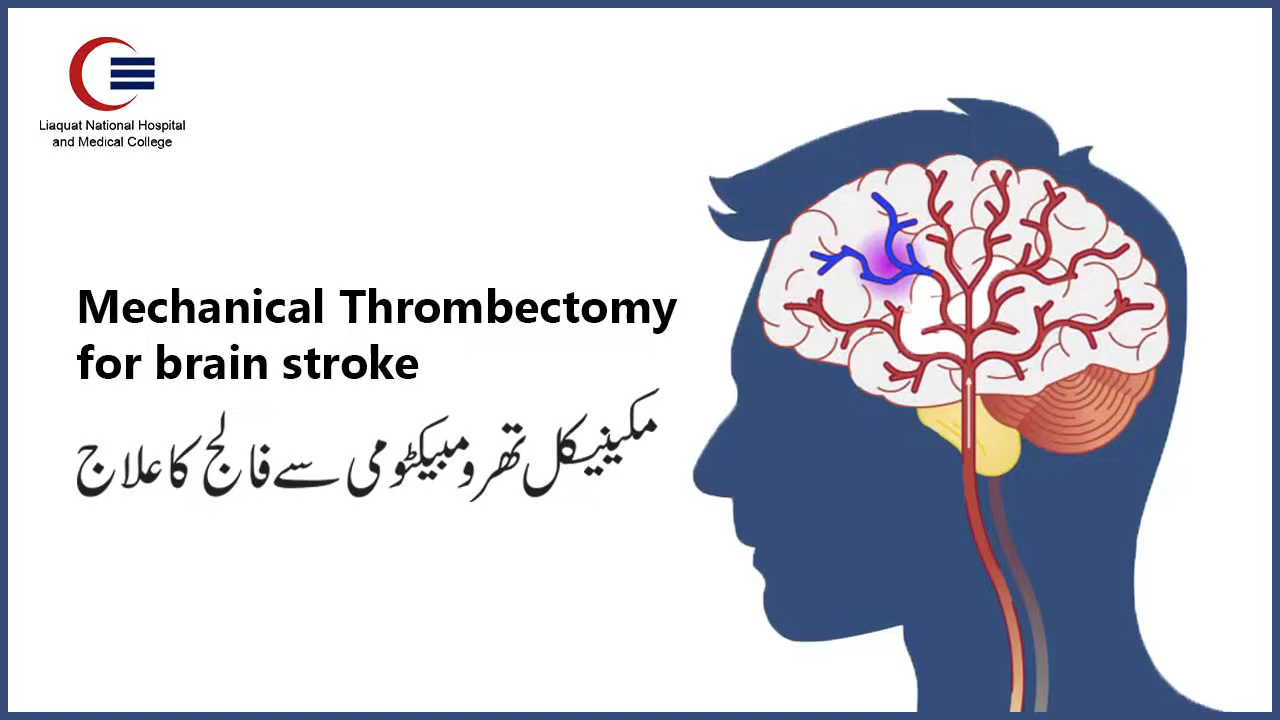 Liaquat National Hospital
and Medical College
Mechanical Thrombectomy
for brain stroke
مکینیکل تھرومبیکٹومی سے فالج کا علاج